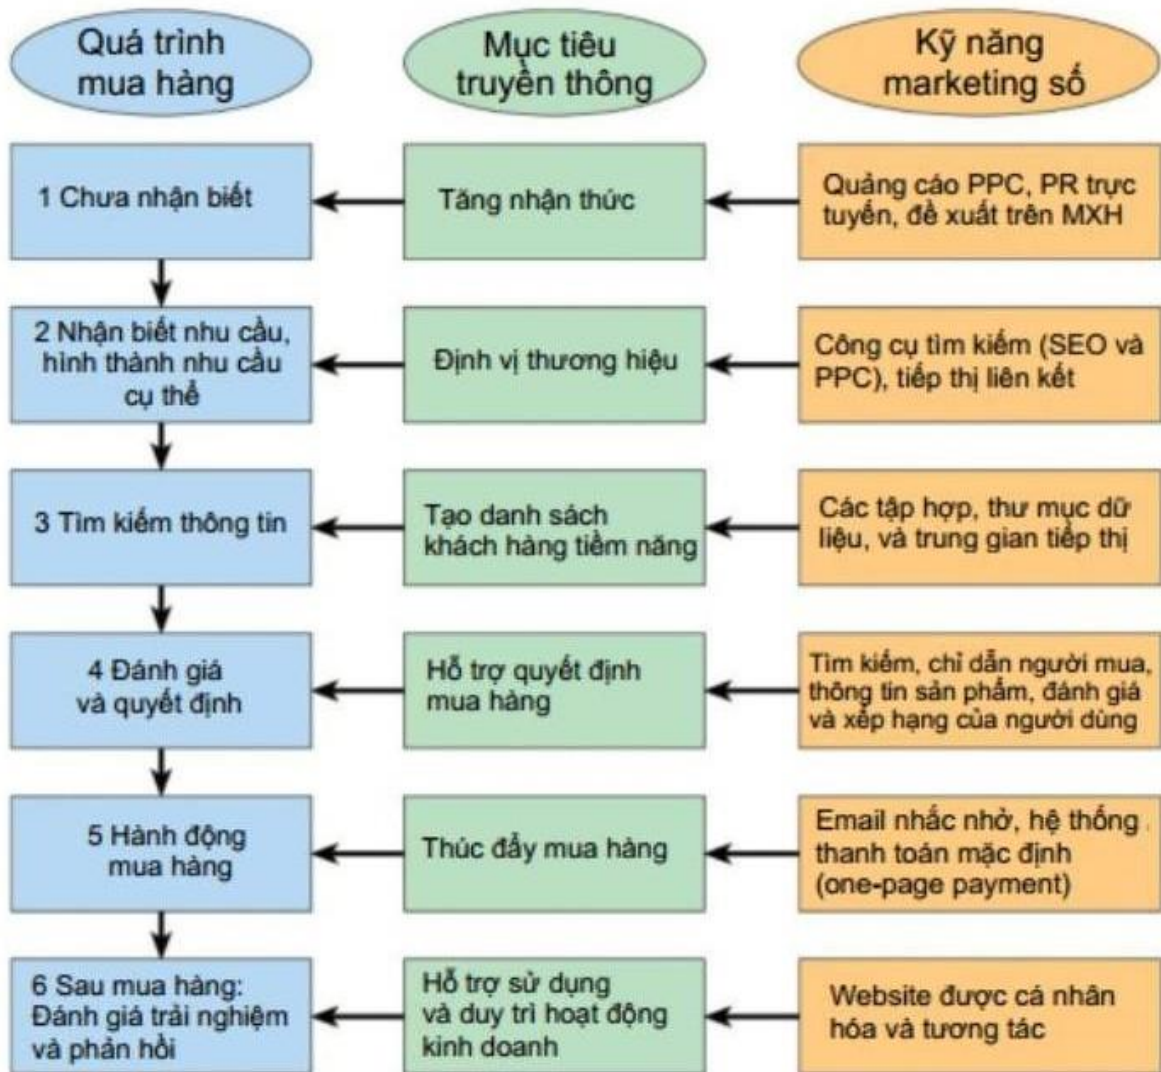 Quá trình
mua hàng
Mục tiêu
truyền thông
Kỹ năng
marketing số
1 Chưa nhận biết
Tăng nhận thức
Quảng cáo PPC, PR trực
tuyến, đề xuất trên MXH
2 Nhận biết nhu cầu,
hình thành nhu cầu
cụ thể
Định vị thương hiệu
Công cụ tìm kiếm (SEO và
PPC), tiếp thị liên kết
3 Tìm kiếm thông tin
Tạo danh sách
khách hàng tiềm năng
Các tập hợp, thư mục dữ
liệu, và trung gian tiếp thị
4 Đánh giá
và quyết định
Hỗ trợ quyết định
mua hàng
Tìm kiếm, chỉ dẫn người mua,
thông tin sản phẩm, đánh giá
và xếp hạng của người dùng
5 Hành động
mua hàng
Thúc đẩy mua hàng
Email nhắc nhở, hệ thống
thanh toán mặc định
(one-page payment)
6 Sau mua hàng:
Đánh giá trải nghiệm
và phản hồi
Hỗ trợ sử dụng
và duy trì hoạt động
kinh doanh
Website được cá nhân
hóa và tương tác